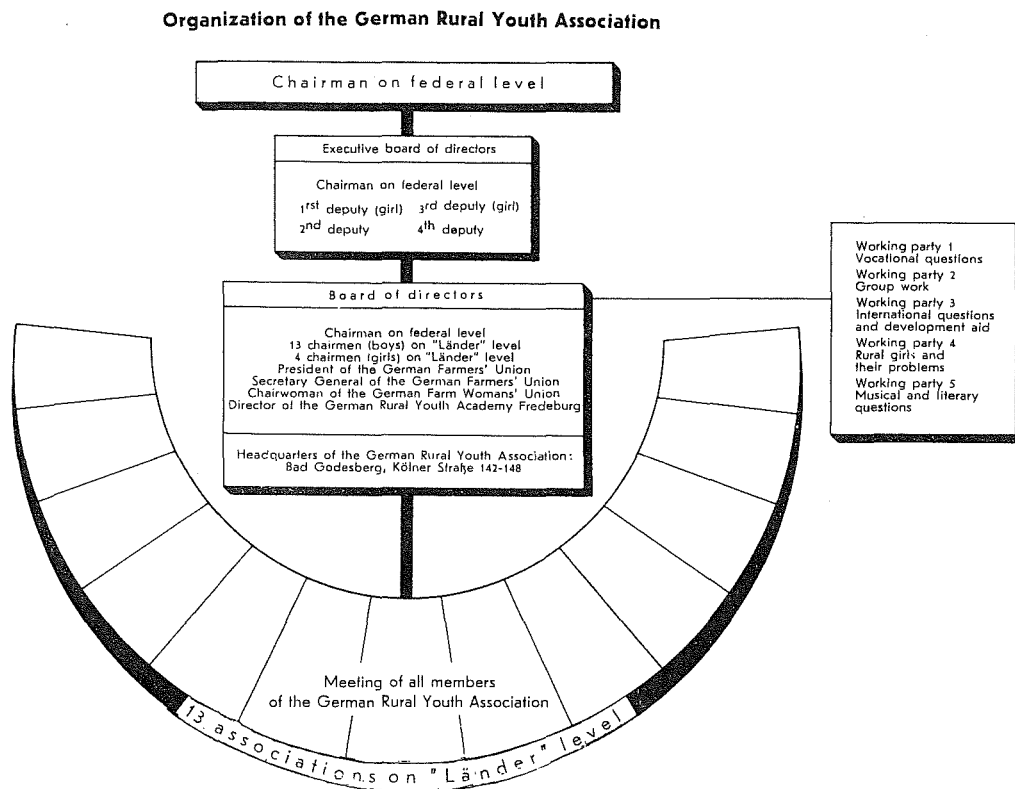 Organization of the German Rural Youth Association
Chairman on federal level
Executive board of directors
Chairman on federal level
1rst deputy (girl) 3rd deputy (girl)
2nd deputy 4th deputy
Board of directors
Chairman on federal level
13 chairmen (boys) on "Länder" level
4 chairmen (girls) on "Länder" level
President of the German Farmers' Union
Secretary General of the German Farmers' Union
Chairwoman of the German Farm Womans' Union
Director of the German Rural Youth Academy Fredeburg
Headquarters of the German Rural Youth Association:
Bad Godesberg, Kölner Straße 142-148
Working party 1
Vocational questions
Working party 2
Group work
Working party 3
International questions
and development aid
Working party 4
Rural girls and
their problems
Working party 5
Musical and literary
questions
Meeting of all members
of the German Rural Youth Association
13. associations on "Länder" level